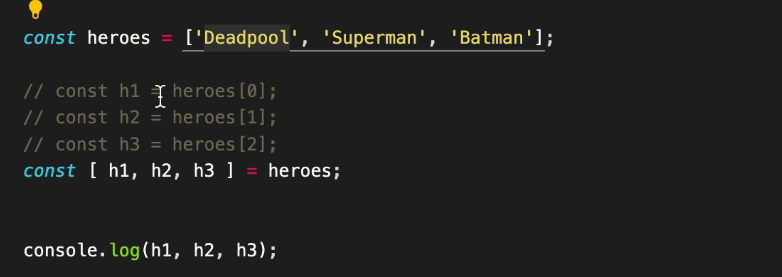 const heroes = ['Deadpool', 'Superman', 'Batman'];
// const h1 = heroes[0];
// const h2 = heroes[1];
// const h3 = heroes[2];
const [ h1, h2, h3 ] = heroes;
console.log(h1, h2, h3);